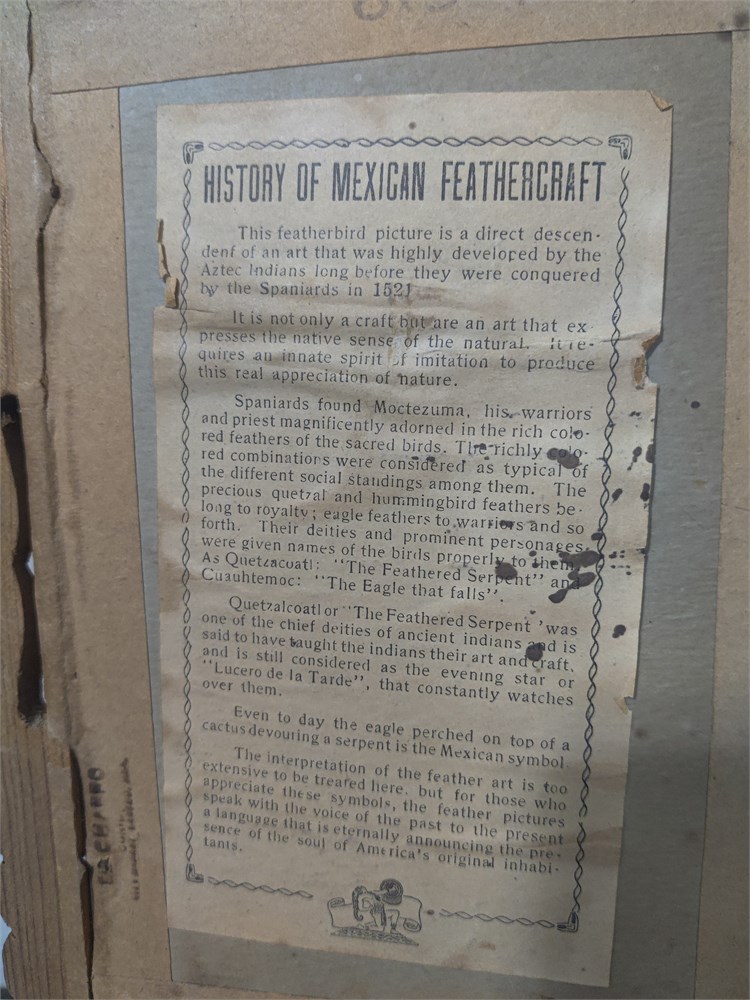 HISTORY OF MEXICAN FEATHERCRAFT
This featherbird picture is a direct descen-
denf of an art that was highly developed by the
Aztec Indians long before they were conquered
by the Spaniards in 1521
It is not only a craft but are an art that ex-
presses the native sense of the natural. It re-
quires an innate spirit of imitation to produce
this real appreciation of nature.
Spaniards found Moctezuma, his warriors
and priest magnificently adorned in the rich colo-
red feathers of the sacred birds. The richly colo-
red combinations were considered as typical of
the different social standings among them. The
precious quetzal and hummingbird feathers be-
long to royalty; eagle feathers to warriors and so
forth. Their deities and prominent personages
were given names of the birds properly to them
As Quetzacoatl: "The Feathered Serpent" and
Cuauhtemoc: "The Eagle that falls".
Quetzalcoatl or "The Feathered Serpent' was
one of the chief deities of ancient indians and is
said to have taught the indians their art and craft.
and is still considered as the evening star or
"Lucero de la Tarde", that constantly watches
over them.
Even to day the eagle perched on top of a
cactus devouring a serpent is the Mexican symbol
The interpretation of the feather art is too
extensive to be treated here. but for those who
appreciate these symbols, the feather pictures
speak with the voice of the past to the present
a language that is eternally announcing the pre-
sence of the soul of America's original inhabi-
tants.
CHARRO